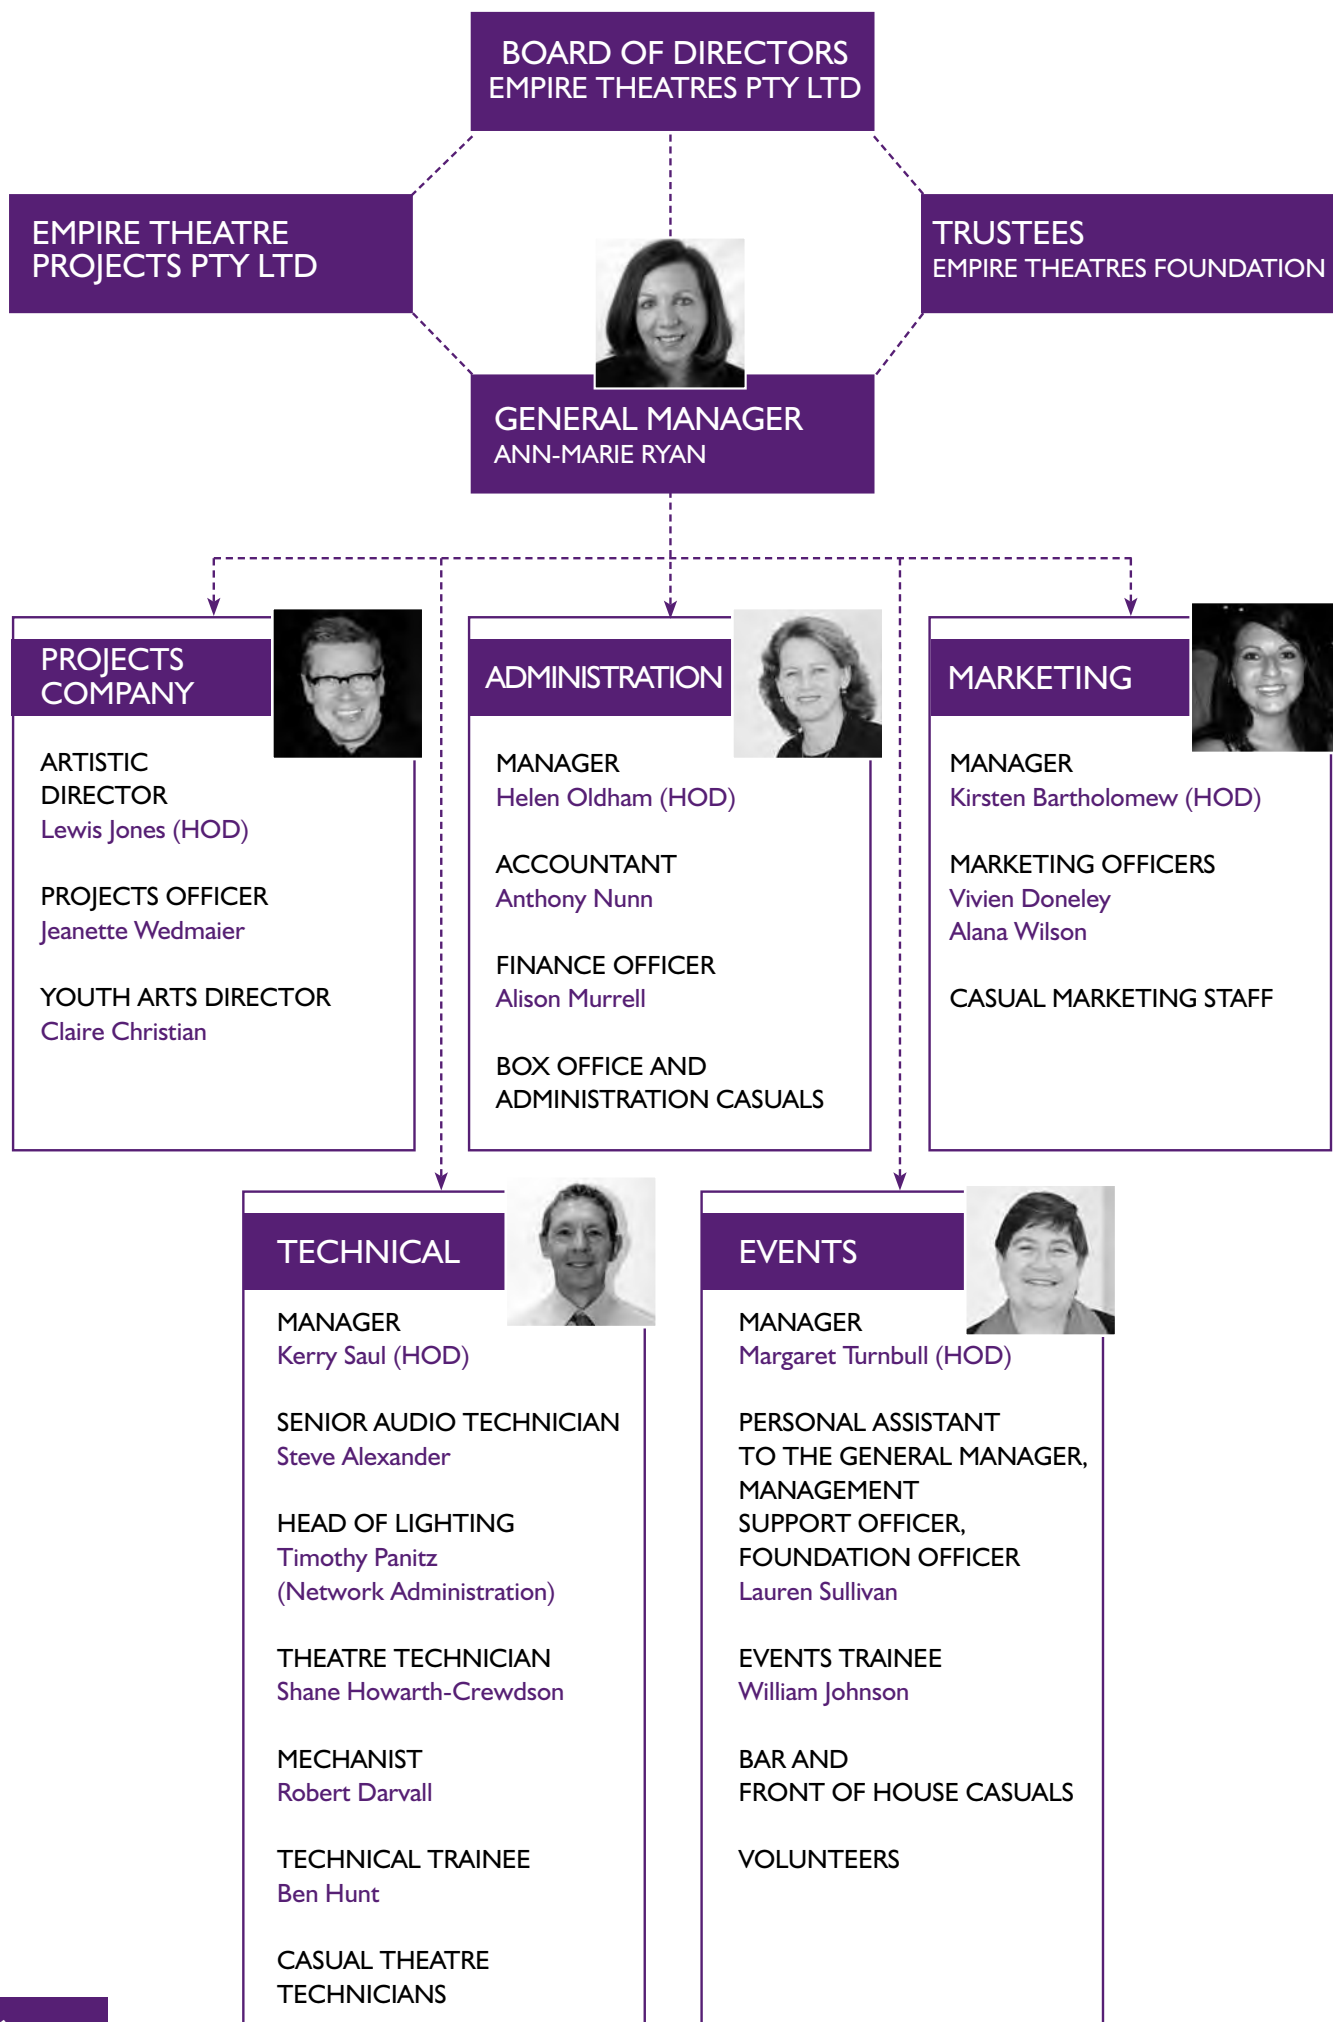 BOARD OF DIRECTORS
EMPIRE THEATRES PTY LTD
EMPIRE THEATRE
PROJECTS PTY LTD
TRUSTEES
EMPIRE THEATRES FOUNDATION
GENERAL MANAGER
ANN-MARIE RYAN
PROJECTS
COMPANY
ARTISTIC
DIRECTOR
Lewis Jones (HOD)
PROJECTS OFFICER
Jeanette Wedmaier
YOUTH ARTS DIRECTOR
Claire Christian
ADMINISTRATION
MANAGER
Helen Oldham (HOD)
ACCOUNTANT
Anthony Nunn
FINANCE OFFICER
Alison Murrell
BOX OFFICE AND
ADMINISTRATION CASUALS
MARKETING
MANAGER
Kirsten Bartholomew (HOD)
MARKETING OFFICERS
Vivien Doneley
Alana Wilson
CASUAL MARKETING STAFF
TECHNICAL
MANAGER
Kerry Saul (HOD)
SENIOR AUDIO TECHNICIAN
Steve Alexander
HEAD OF LIGHTING
Timothy Panitz
(Network Administration)
THEATRE TECHNICIAN
Shane Howarth-Crewdson
MECHANIST
Robert Darvall
TECHNICAL TRAINEE
Ben Hunt
CASUAL THEATRE
TECHNICIANS
EVENTS
MANAGER
Margaret Turnbull (HOD)
PERSONAL ASSISTANT
TO THE GENERAL MANAGER,
MANAGEMENT
SUPPORT OFFICER,
FOUNDATION OFFICER
Lauren Sullivan
EVENTS TRAINEE
William Johnson
BAR AND
FRONT OF HOUSE CASUALS
VOLUNTEERS